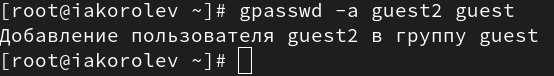 [root@iakorolev ~]# gpasswd -a guest2 guest
Добавление пользователя guest2 в группу guest
[root@iakorolev ~]#